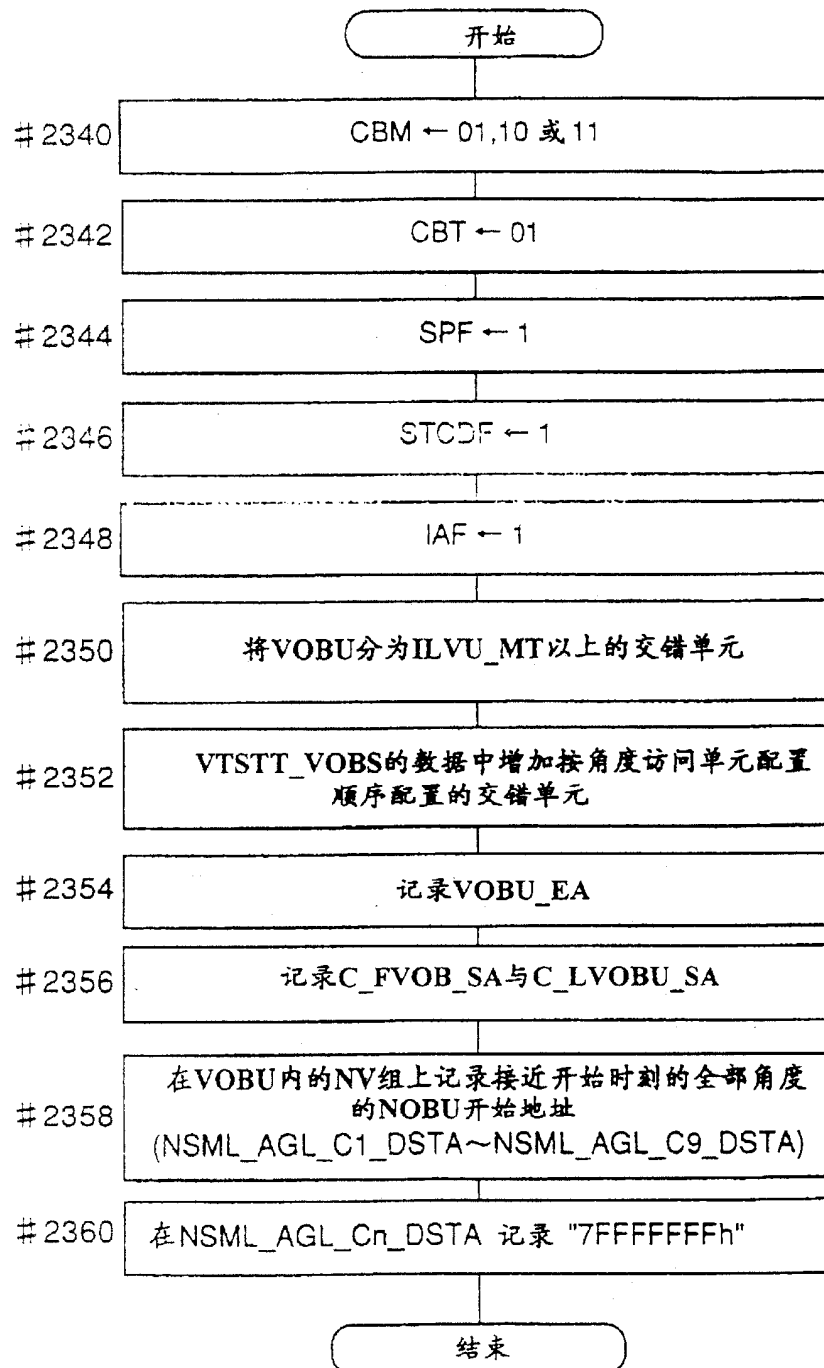 开始
#2340 CBM ← 01,10 或 11
#2342 CBT ← 01
#2344 SPF ← 1
#2346 STCDF ← 1
#2348 IAF ← 1
#2350 将VOBU分为ILVU_MT以上的交错单元
#2352 VTSTT_VOBS的数据中增加按角度访问单元配置
顺序配置的交错单元
#2354 记录VOBU_EA
#2356 记录C_FVOB_SA与C_LVOBU_SA
#2358 在VOBU内的NV组上记录接近开始时刻的全部角度
的NOBU开始地址
(NSML_AGL_C1_DSTA～NSML_AGL_C9_DSTA)
#2360 在NSML_AGL_Cn_DSTA 记录 "7FFFFFFFh"
结束